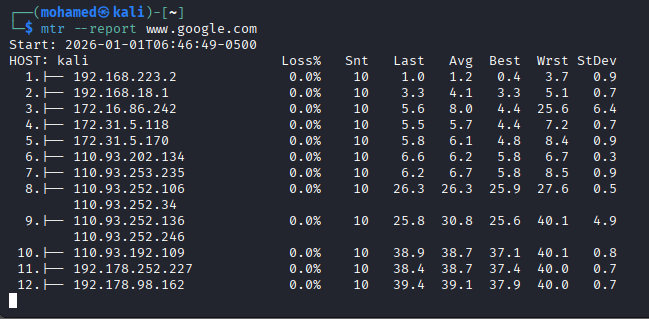 ┌──(mohamed㉿kali)-[~]
└─$ mtr --report www.google.com
Start: 2026-01-01T06:46:49-0500
HOST: kali                        Loss%   Snt   Last   Avg  Best  Wrst StDev
  1.├── 192.168.223.2              0.0%    10    1.0   1.2   0.4   3.7   0.9
  2.├── 192.168.18.1               0.0%    10    3.3   4.1   3.3   5.1   0.7
  3.├── 172.16.86.242              0.0%    10    5.6   8.0   4.4  25.6   6.4
  4.├── 172.31.5.118               0.0%    10    5.5   5.7   4.4   7.2   0.7
  5.├── 172.31.5.170               0.0%    10    5.8   6.1   4.8   8.4   0.9
  6.├── 110.93.202.134             0.0%    10    6.6   6.2   5.8   6.7   0.3
  7.├── 110.93.253.235             0.0%    10    6.2   6.7   5.8   8.5   0.9
  8.├── 110.93.252.106             0.0%    10   26.3  26.3  25.9  27.6   0.5
        110.93.252.34
  9.├── 110.93.252.136             0.0%    10   25.8  30.8  25.6  40.1   4.9
        110.93.252.246
 10.├── 110.93.192.109             0.0%    10   38.9  38.7  37.1  40.1   0.8
 11.├── 192.178.252.227            0.0%    10   38.4  38.7  37.4  40.0   0.7
 12.├── 192.178.98.162             0.0%    10   39.4  39.1  37.9  40.0   0.7